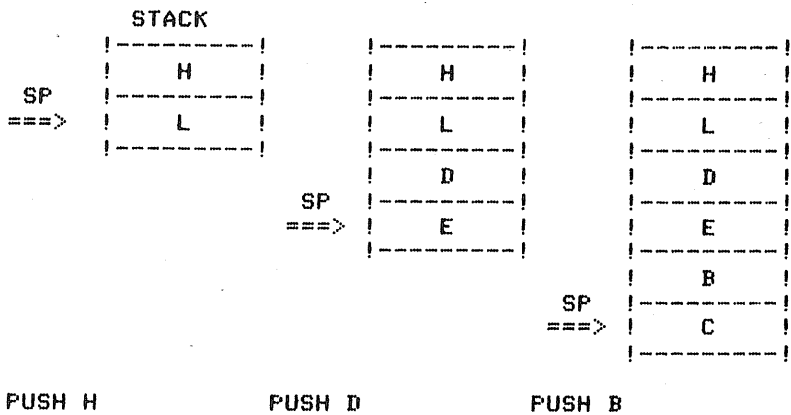 STACK
!---------! !---------! !---------!
! H ! ! H ! ! H !
SP !---------! !---------! !---------!
===> ! L ! ! L ! ! L !
!---------! !---------! !---------!
! D ! ! D !
SP !---------! !---------!
===> ! E ! ! E !
!---------! !---------!
! B !
SP !---------!
===> ! C !
!---------!
PUSH H PUSH D PUSH B